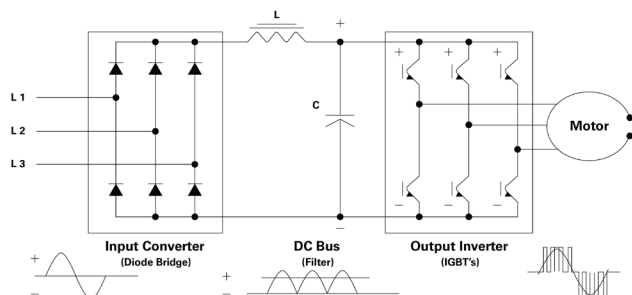 L
+
+ + +
L 1
L 2
L 3
C
Motor
− − −
−
Input Converter
(Diode Bridge)
DC Bus
(Filter)
Output Inverter
(IGBT's)
+
−
+
−